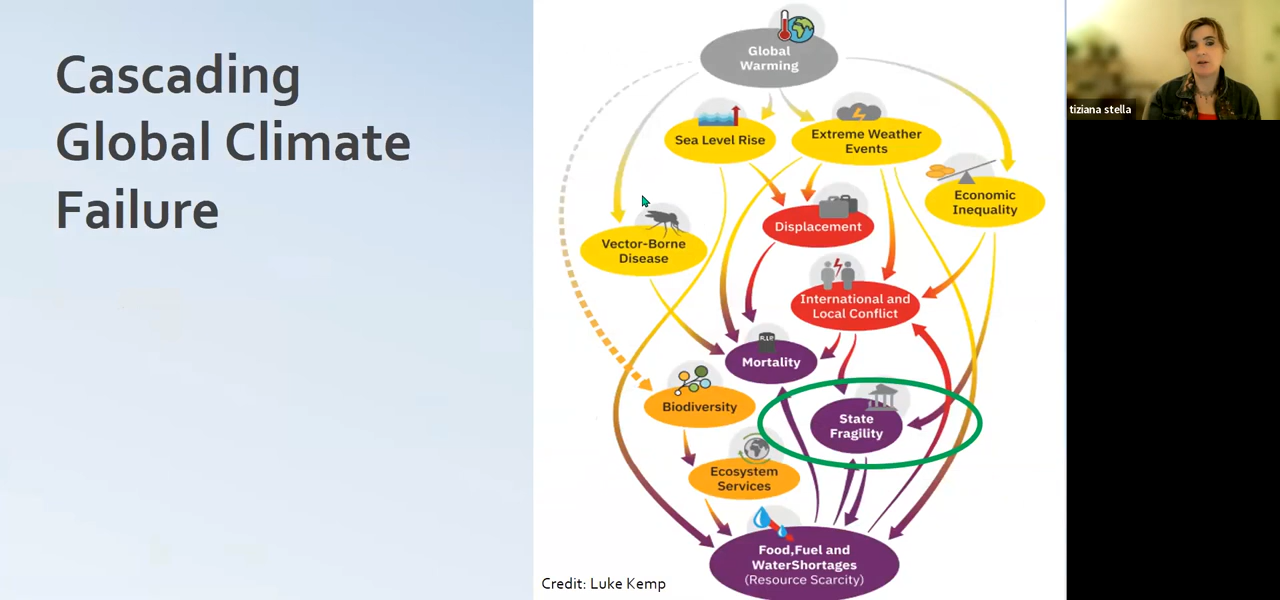 Cascading
Global Climate
Failure
Global
Warming
Sea Level Rise
Extreme Weather
Events
Economic
Inequality
Displacement
Vector-Borne
Disease
International and
Local Conflict
R.I.P
Mortality
Biodiversity
State
Fragility
Ecosystem
Services
Food,Fuel and
WaterShortages
(Resource Scarcity)
Credit: Luke Kemp
tiziana stella